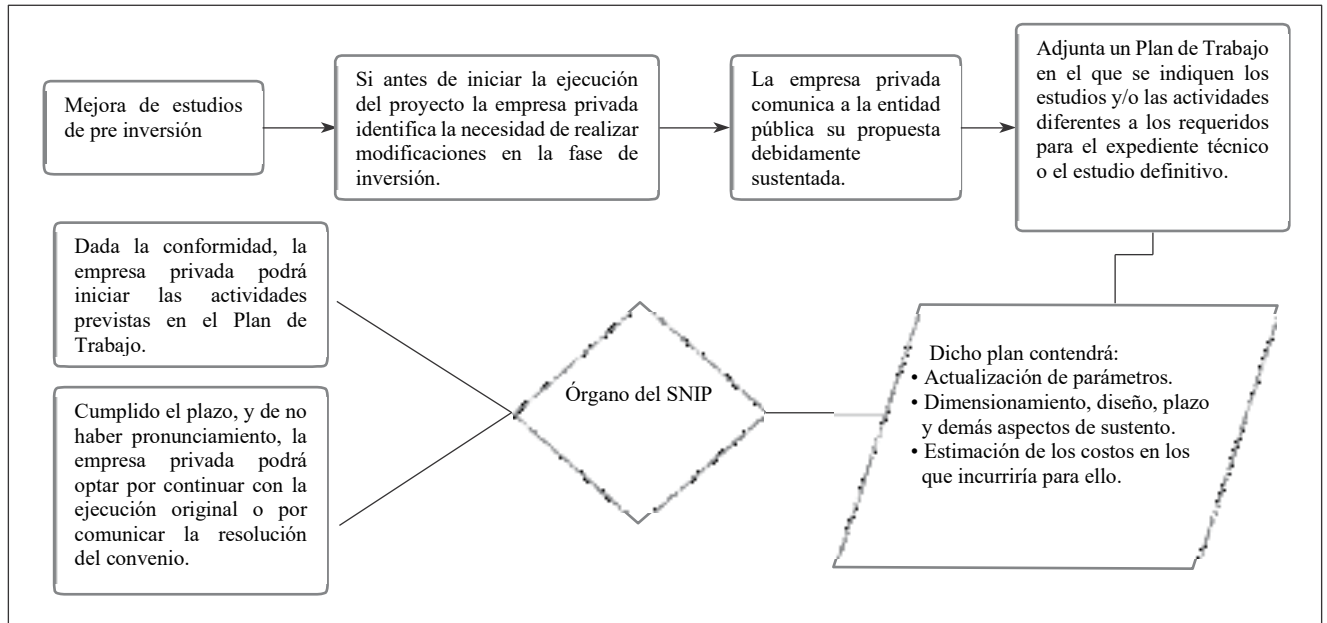 Mejora de estudios
de pre inversión
Si antes de iniciar la ejecución
del proyecto la empresa privada
identifica la necesidad de realizar
modificaciones en la fase de
inversión.
La empresa privada
comunica a la entidad
pública su propuesta
debidamente
sustentada.
Adjunta un Plan de Trabajo
en el que se indiquen los
estudios y/o las actividades
diferentes a los requeridos
para el expediente técnico
o el estudio definitivo.
Dicho plan contendrá:
• Actualización de parámetros.
• Dimensionamiento, diseño, plazo
y demás aspectos de sustento.
• Estimación de los costos en los
que incurriría para ello.
Órgano del SNIP
Dada la conformidad, la
empresa privada podrá
iniciar las actividades
previstas en el Plan de
Trabajo.
Cumplido el plazo, y de no
haber pronunciamiento, la
empresa privada podrá
optar por continuar con la
ejecución original o por
comunicar la resolución
del convenio.